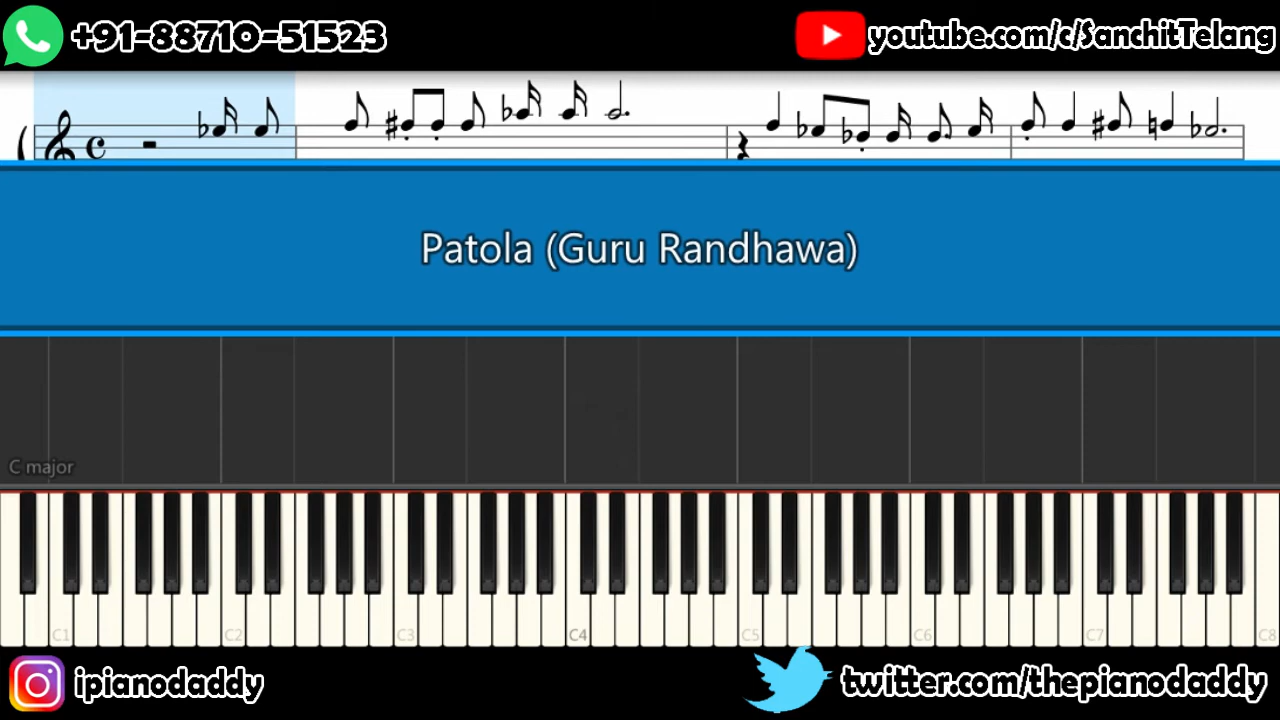 +91-88710-51523
youtube.com/c/SanchitTelang
Patola (Guru Randhawa)
C major
C1 C2 C3 C4 C5 C6 C7 C8
ipianodaddy
twitter.com/thepianodaddy